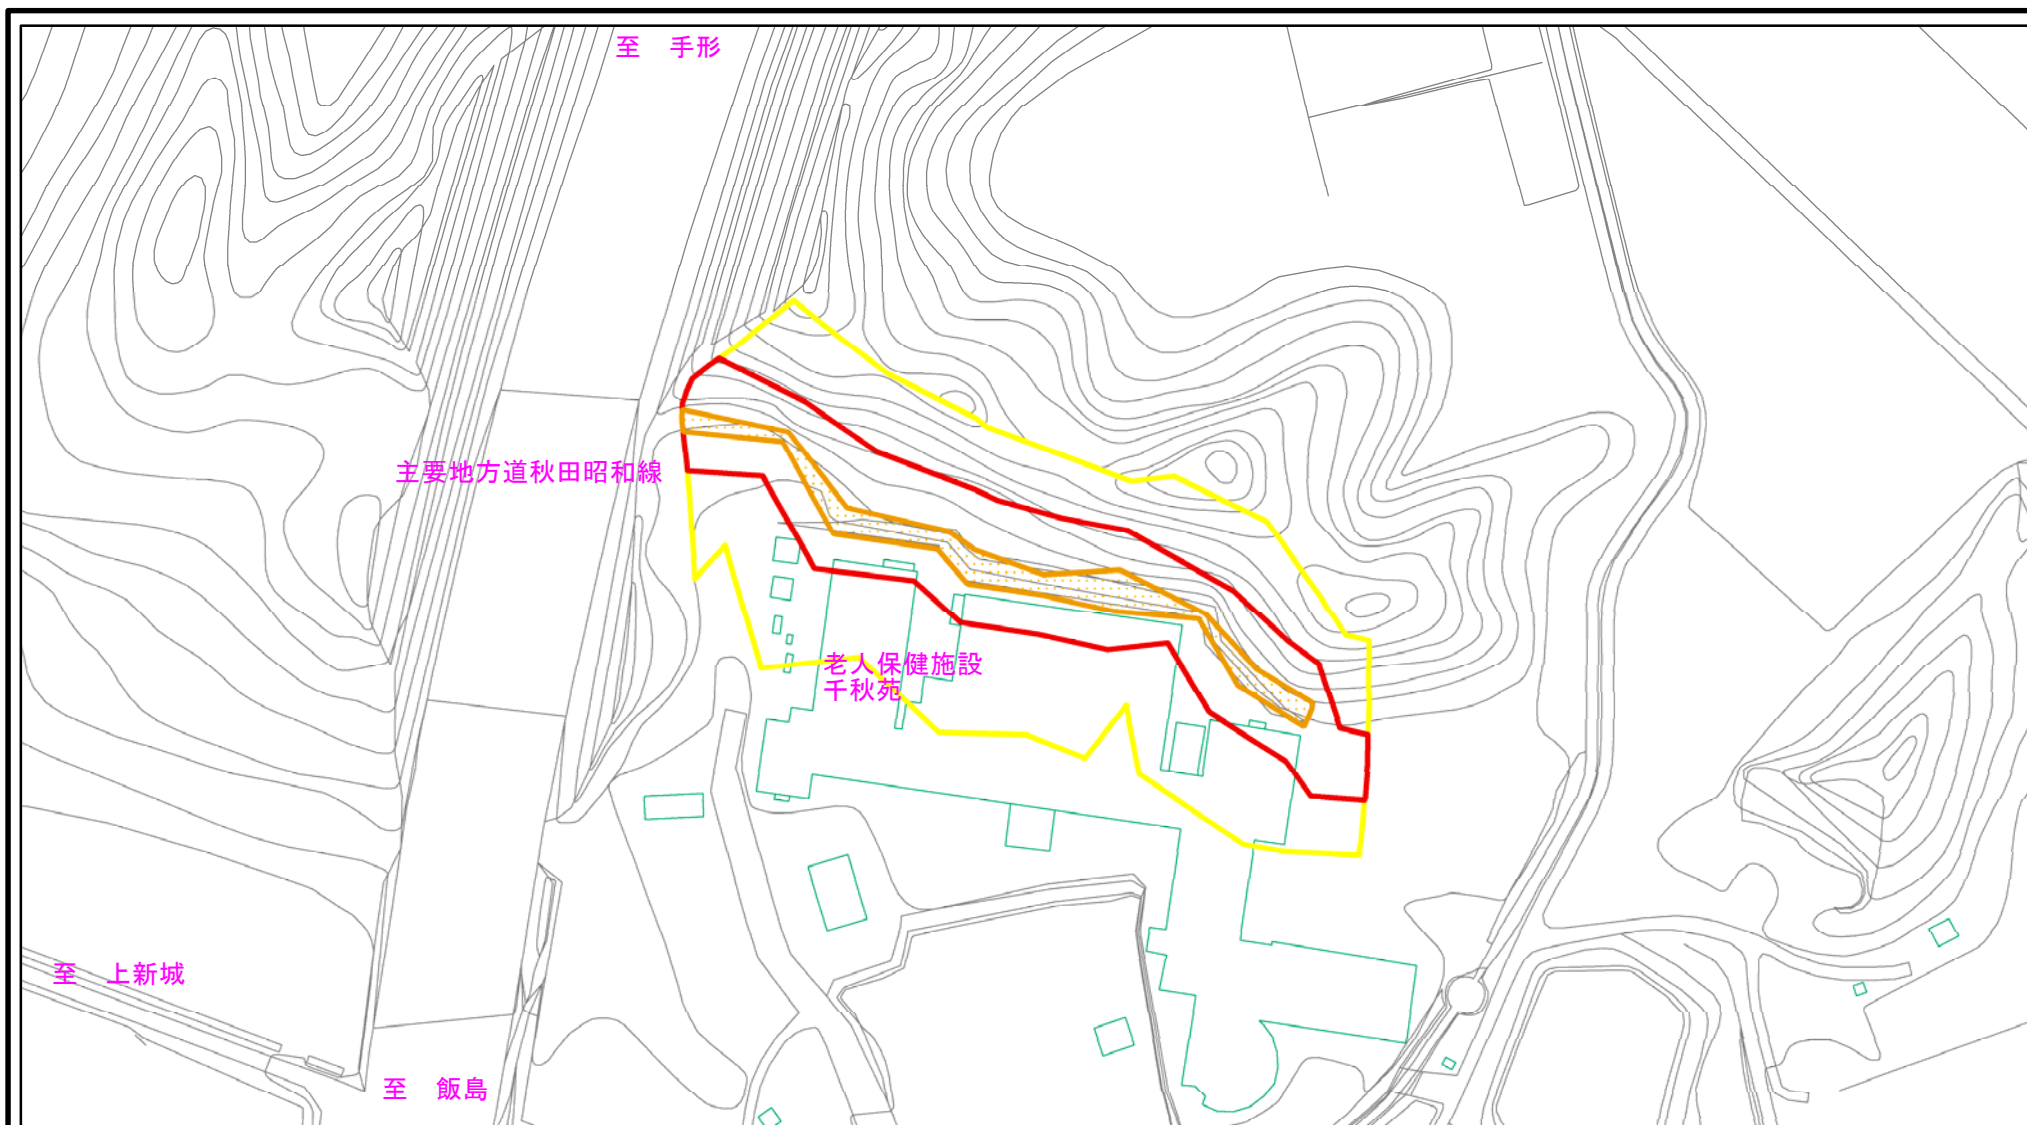 至　手形
主要地方道秋田昭和線
老人保健施設
千秋苑
至　上新城
至　飯島